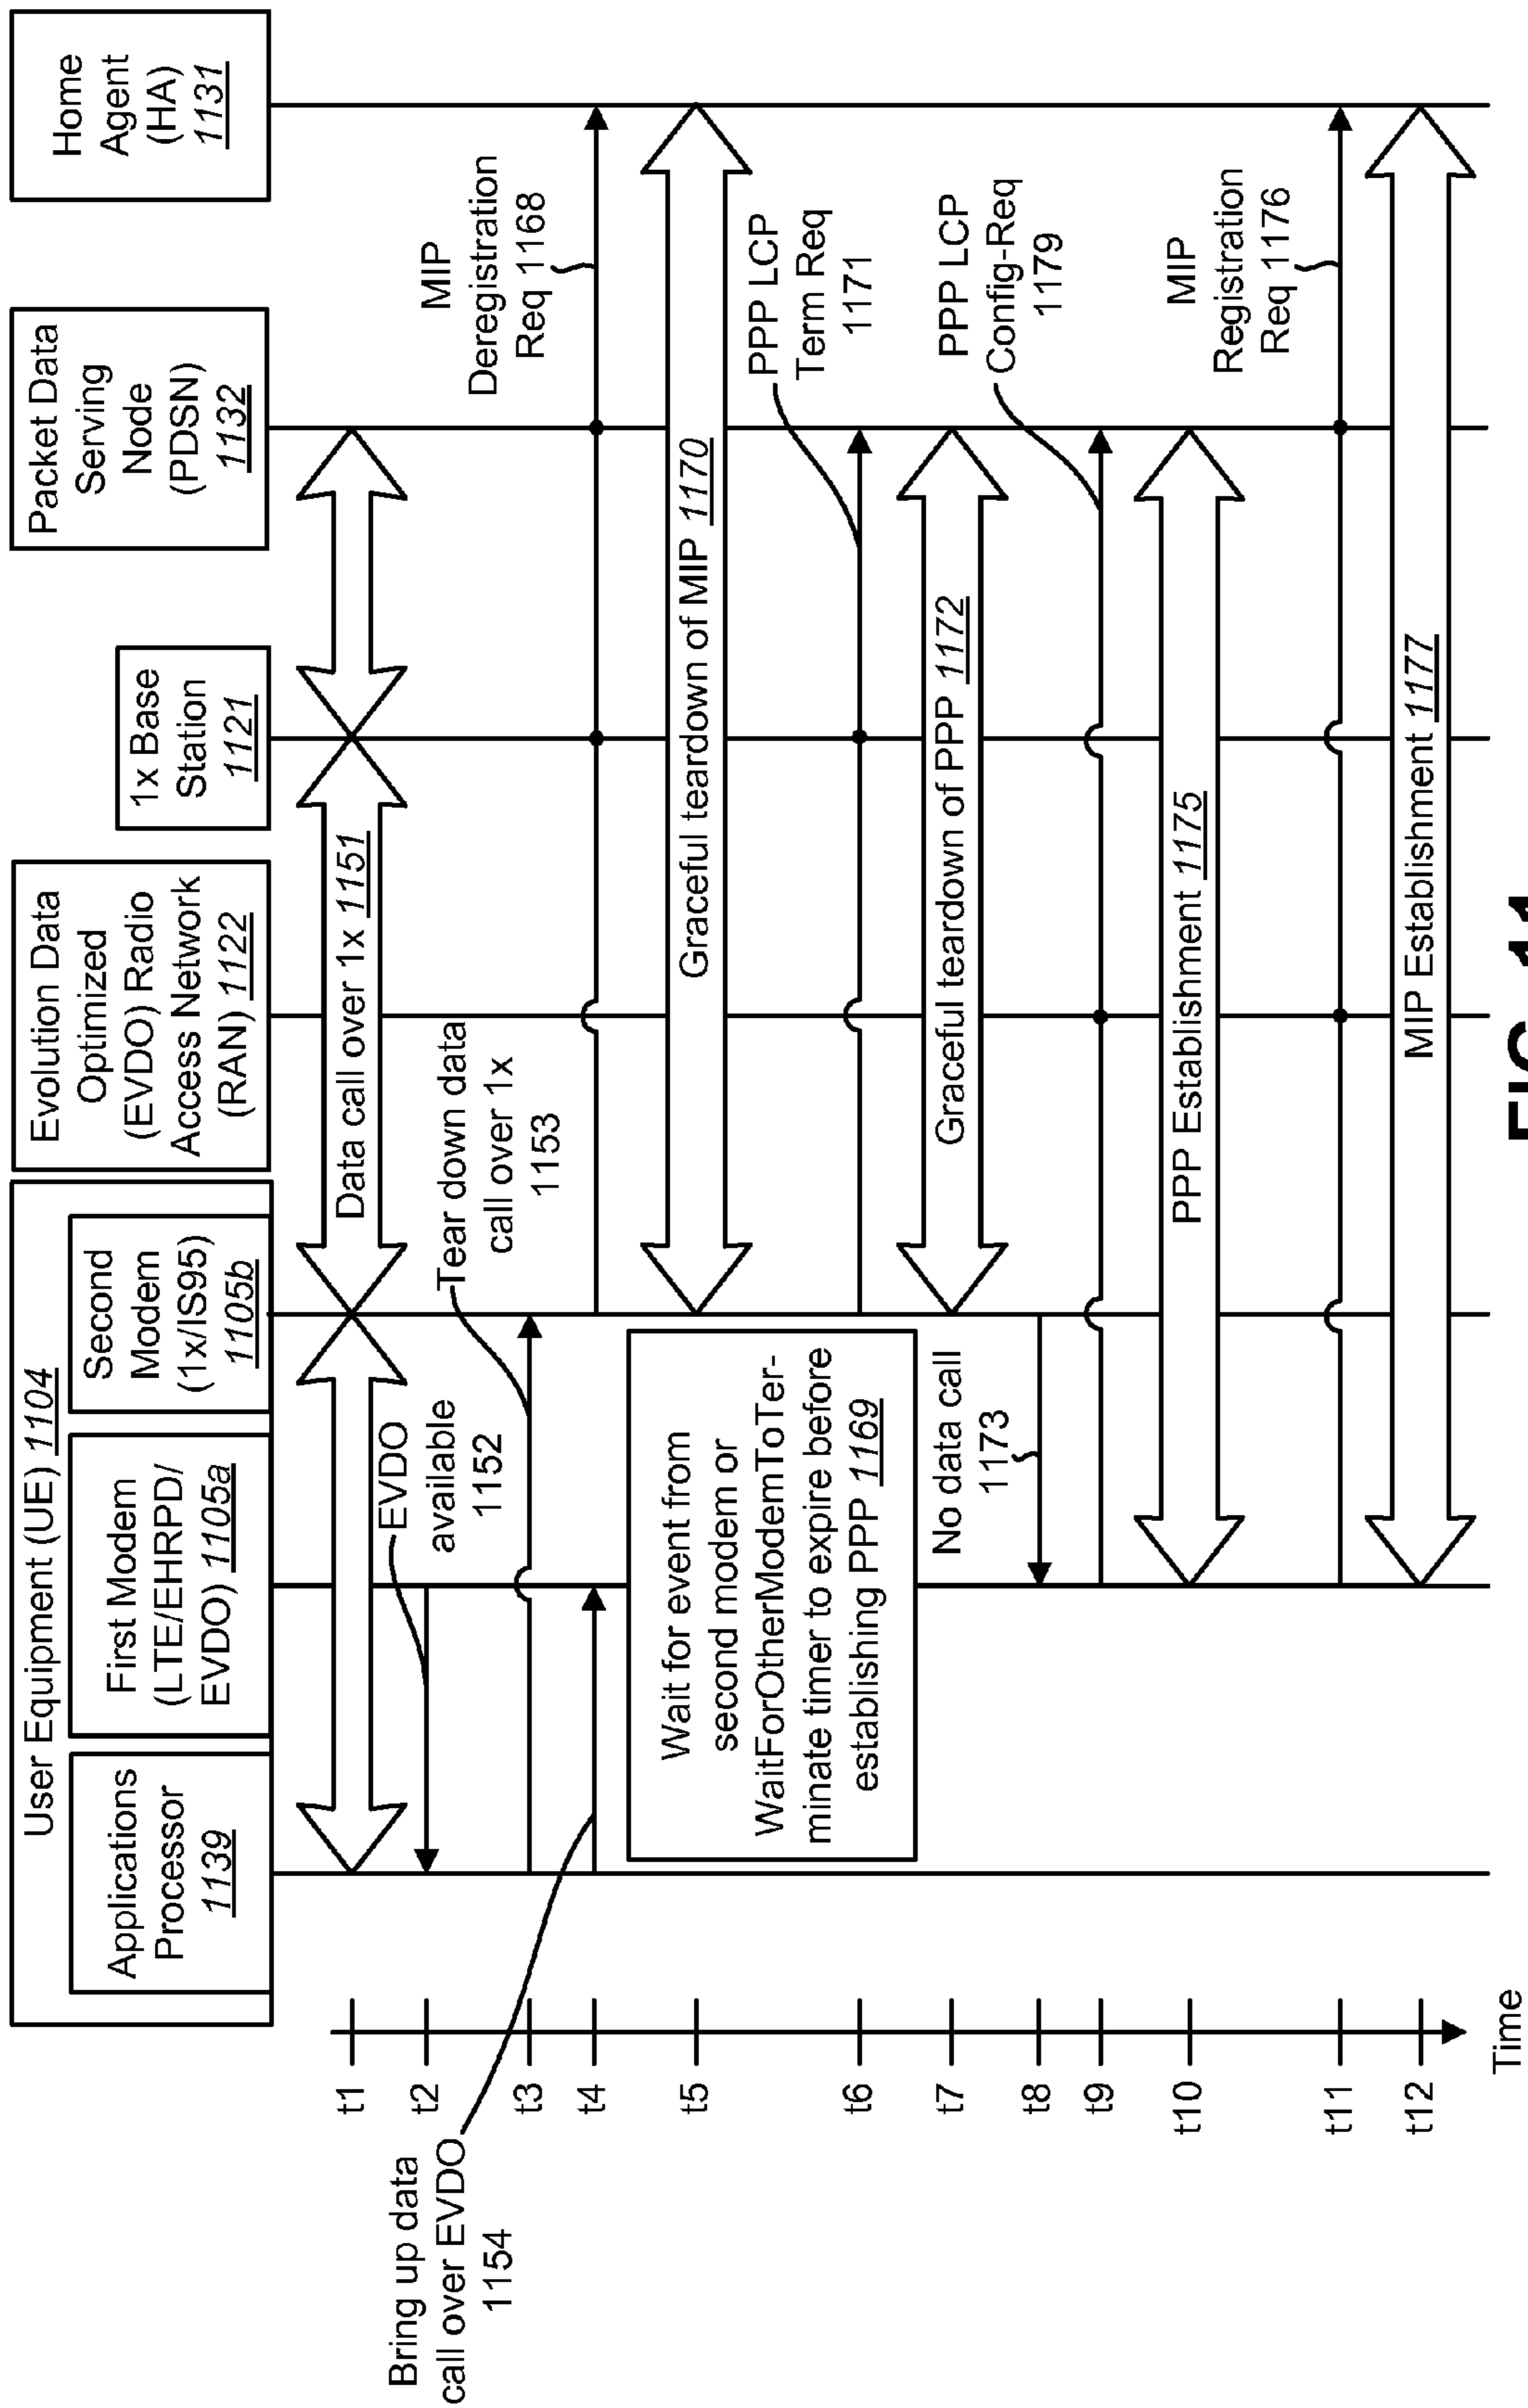 User Equipment (UE) 1104
Applications
Processor
1139
First Modem
(LTE/EHRPD/
EVDO) 1105a
Second
Modem
(1x/IS95)
1105b
Evolution Data
Optimized
(EVDO) Radio
Access Network
(RAN) 1122
1x Base
Station
1121
Packet Data
Serving
Node
(PDSN)
1132
Home
Agent
(HA)
1131
t1
Data call over 1x 1151
t2
EVDO
available
1152
t3
Tear down data
call over 1x
1153
Bring up data
call over EVDO
1154
t4
MIP
Deregistration
Req 1168
t5
Graceful teardown of MIP 1170
Wait for event from
second modem or
WaitForOtherModemToTer-
minate timer to expire before
establishing PPP 1169
t6
PPP LCP
Term Req
1171
t7
Graceful teardown of PPP 1172
t8
No data call
1173
t9
PPP LCP
Config-Req
1179
t10
PPP Establishment 1175
t11
MIP
Registration
Req 1176
t12
MIP Establishment 1177
Time
FIG. 11